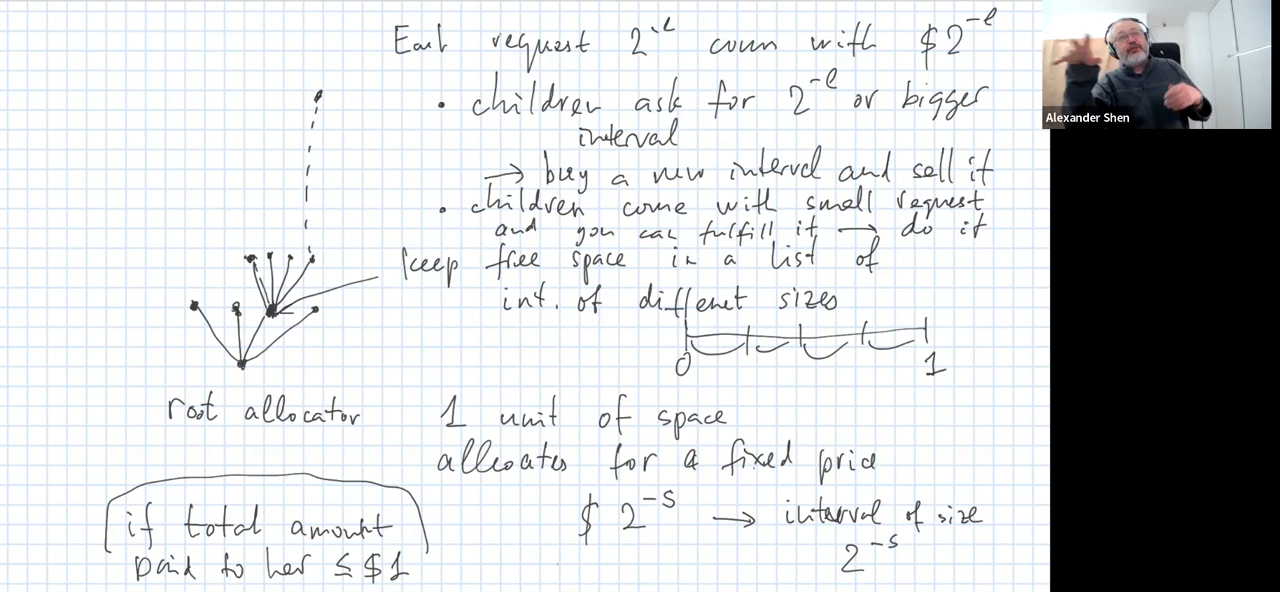 Each request 2^-l comes with $2^-l
• children ask for 2^-l or bigger
interval
→ buy a new interval and sell it
• children come with small request
and you can fulfill it → do it
keep free space in a list of
int. of diffenet sizes
0 1
root allocator 1 unit of space
allocates for a fixed price
if total amount
paid to her ≤ $1
$ 2^-s → interval of size
2^-s
Alexander Shen